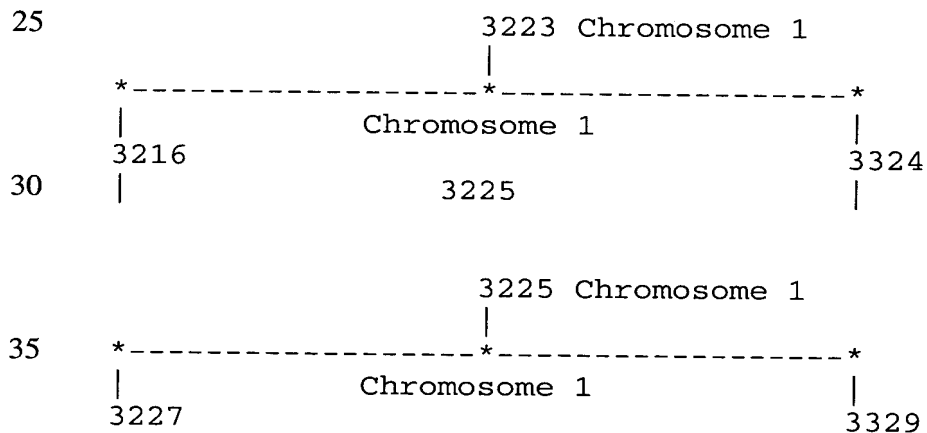 25 3223 Chromosome 1
|
*-----------------*-----------------*
| Chromosome 1 |
3216 3324
30 | 3225 |
3225 Chromosome 1
|
35 *-----------------*-----------------*
| Chromosome 1 |
3227 3329